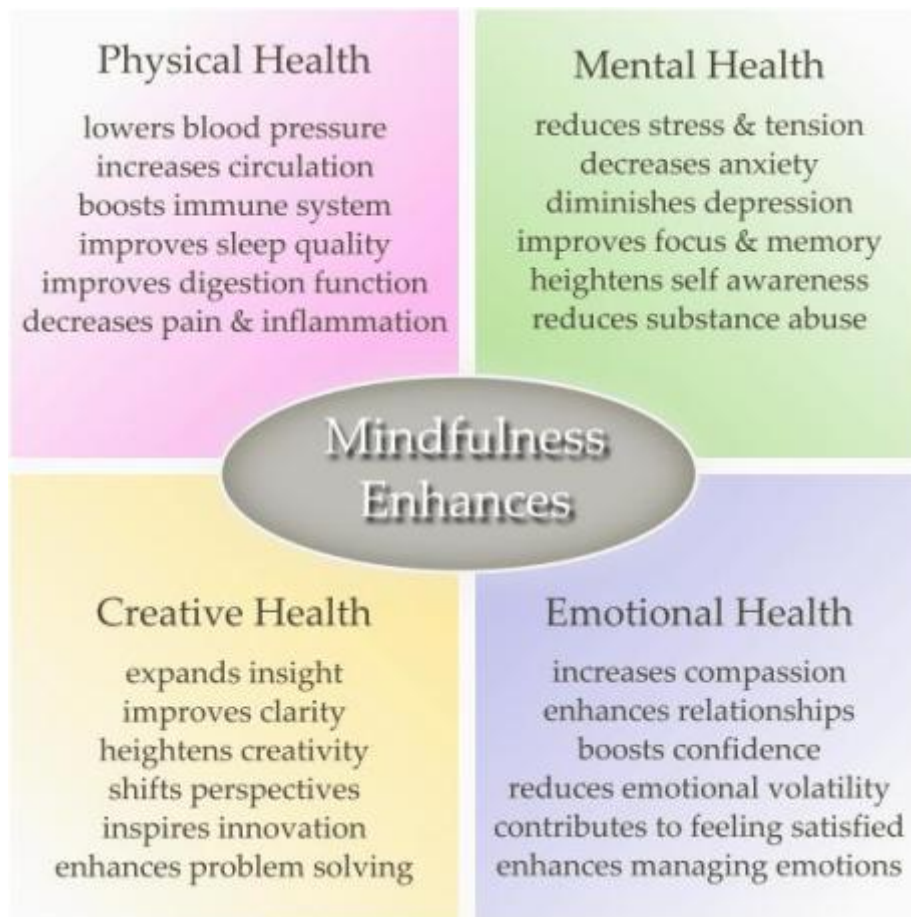 Physical Health
lowers blood pressure
increases circulation
boosts immune system
improves sleep quality
improves digestion function
decreases pain & inflammation
Mental Health
reduces stress & tension
decreases anxiety
diminishes depression
improves focus & memory
heightens self awareness
reduces substance abuse
Mindfulness
Enhances
Creative Health
expands insight
improves clarity
heightens creativity
shifts perspectives
inspires innovation
enhances problem solving
Emotional Health
increases compassion
enhances relationships
boosts confidence
reduces emotional volatility
contributes to feeling satisfied
enhances managing emotions